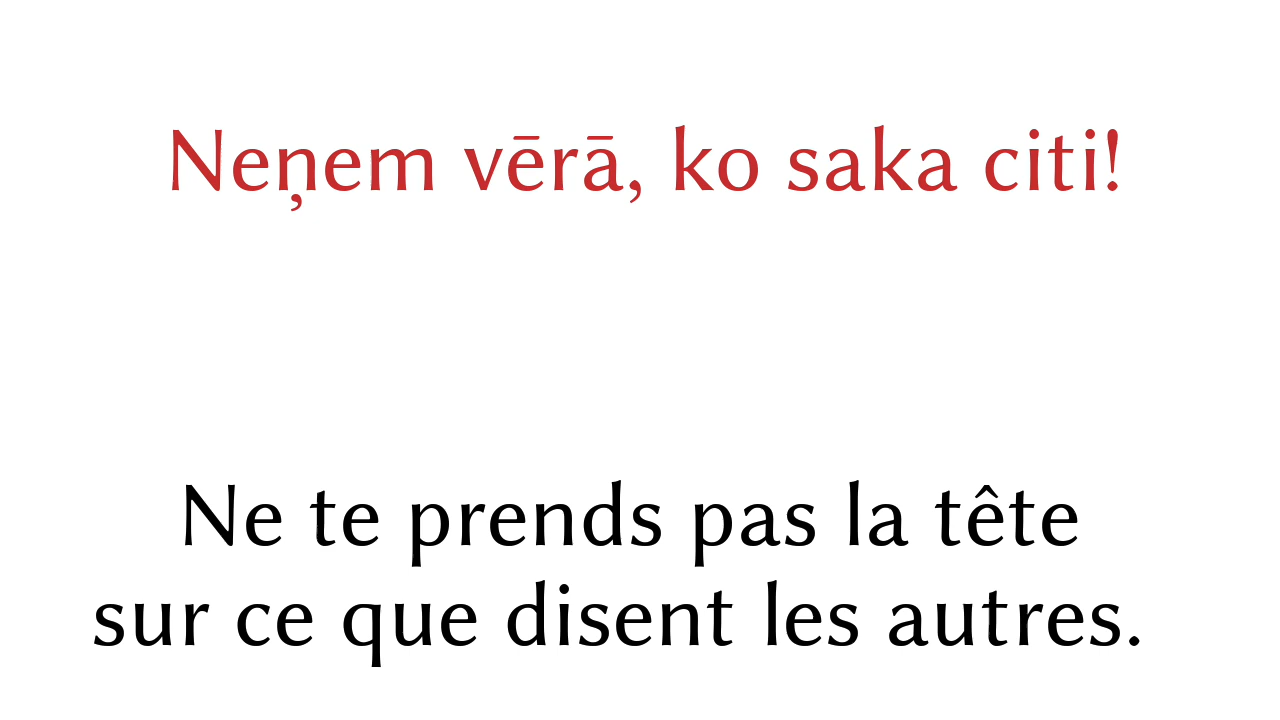 Neņem vērā, ko saka citi!
Ne te prends pas la tête
sur ce que disent les autres.